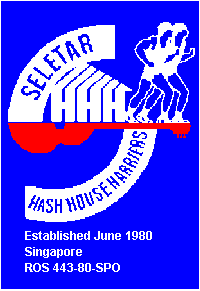 SELETAR
HHH
HASH HOUSE HARRIERS
Established June 1980
Singapore
ROS 443-80-SPO